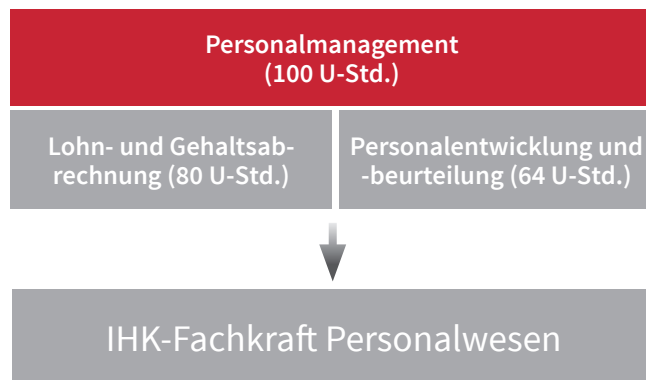 Personalmanagement
(100 U-Std.)
Lohn- und Gehaltsab-
rechnung (80 U-Std.)
Personalentwicklung und
-beurteilung (64 U-Std.)
IHK-Fachkraft Personalwesen